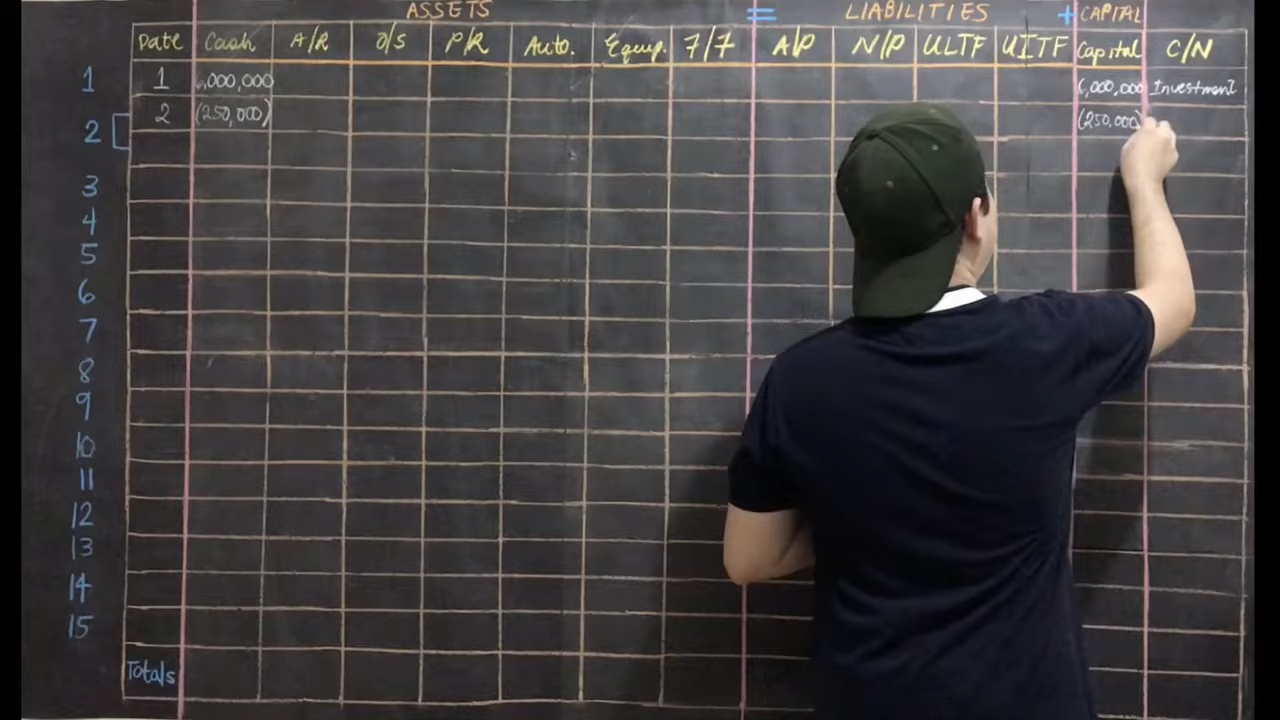 ASSETS = LIABILITIES + CAPITAL
Date Cash A/R O/S P/R Auto. Equip. 7/7 A/P N/P ULTF UITF Capital C/N
1 1 6,000,000 6,000,000 Investment
2 2 (250,000) (250,000)
3
4
5
6
7
8
9
10
11
12
13
14
15
Totals